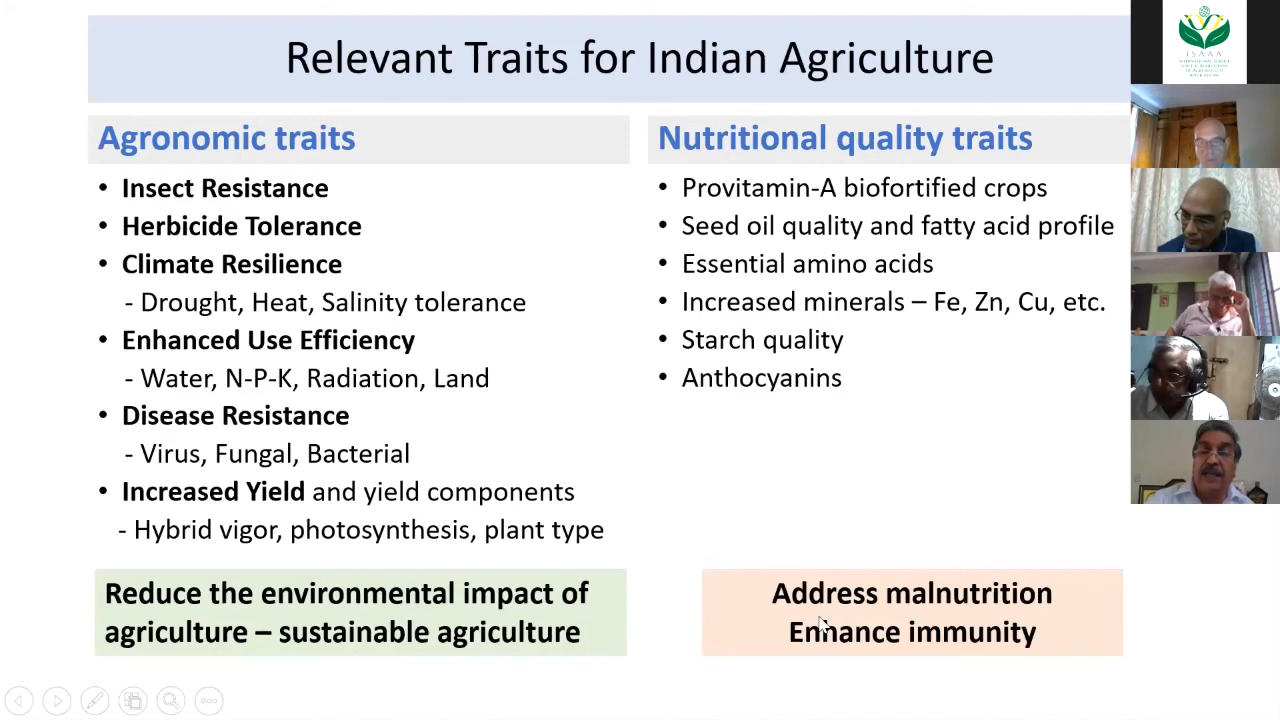 Relevant Traits for Indian Agriculture
Agronomic traits
• Insect Resistance
• Herbicide Tolerance
• Climate Resilience
- Drought, Heat, Salinity tolerance
• Enhanced Use Efficiency
- Water, N-P-K, Radiation, Land
• Disease Resistance
- Virus, Fungal, Bacterial
• Increased Yield and yield components
- Hybrid vigor, photosynthesis, plant type
Reduce the environmental impact of
agriculture – sustainable agriculture
Nutritional quality traits
• Provitamin-A biofortified crops
• Seed oil quality and fatty acid profile
• Essential amino acids
• Increased minerals – Fe, Zn, Cu, etc.
• Starch quality
• Anthocyanins
Address malnutrition
Enhance immunity
ISAAA